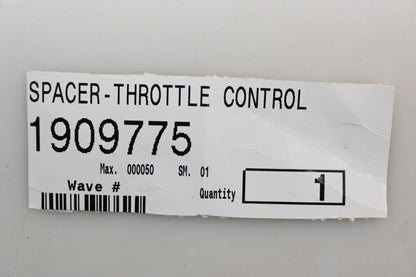 SPACER-THROTTLE CONTROL
1909775
Max. 000050 SM. 01
Wave #
Quantity 1